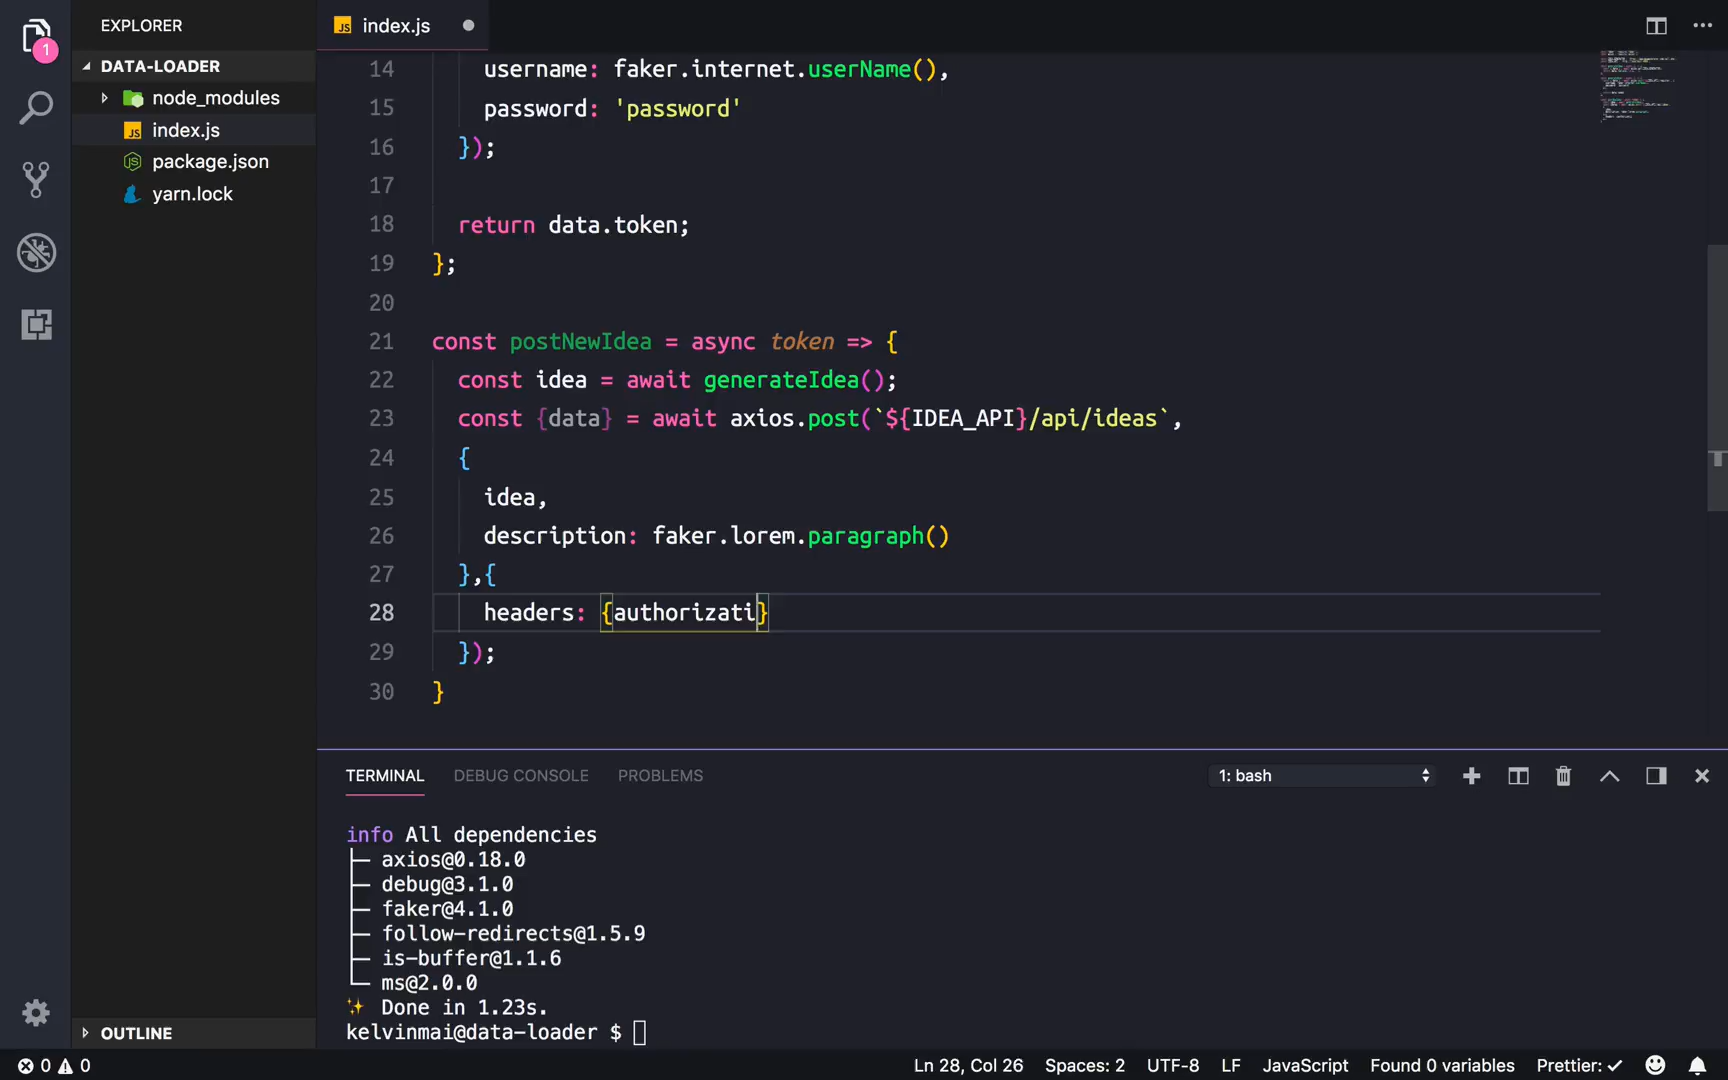 EXPLORER
1
DATA-LOADER
node_modules
JS index.js
package.json
yarn.lock
OUTLINE
JS index.js
14 username: faker.internet.userName(),
15 password: 'password'
16 });
17
18 return data.token;
19 };
20
21 const postNewIdea = async token => {
22 const idea = await generateIdea();
23 const {data} = await axios.post(`${IDEA_API}/api/ideas`,
24 {
25 idea,
26 description: faker.lorem.paragraph()
27 },{
28 headers: {authorizati}
29 });
30 }
TERMINAL DEBUG CONSOLE PROBLEMS 1: bash
info All dependencies
├─ axios@0.18.0
├─ debug@3.1.0
├─ faker@4.1.0
├─ follow-redirects@1.5.9
├─ is-buffer@1.1.6
└─ ms@2.0.0
✨ Done in 1.23s.
kelvinmai@data-loader $
0 0 Ln 28, Col 26 Spaces: 2 UTF-8 LF JavaScript Found 0 variables Prettier: ✓